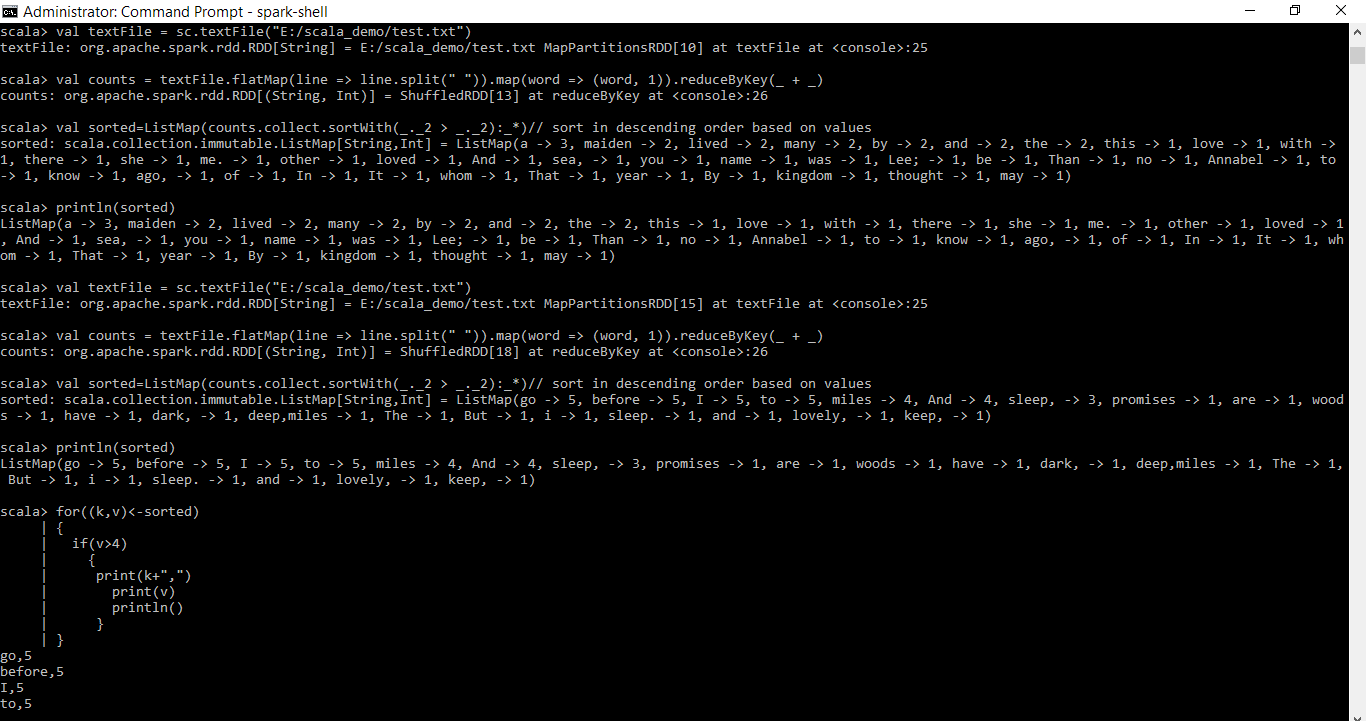 Administrator: Command Prompt - spark-shell
scala> val textFile = sc.textFile("E:/scala_demo/test.txt")
textFile: org.apache.spark.rdd.RDD[String] = E:/scala_demo/test.txt MapPartitionsRDD[10] at textFile at <console>:25
scala> val counts = textFile.flatMap(line => line.split(" ")).map(word => (word, 1)).reduceByKey(_ + _)
counts: org.apache.spark.rdd.RDD[(String, Int)] = ShuffledRDD[13] at reduceByKey at <console>:26
scala> val sorted=ListMap(counts.collect.sortWith(_._2 > _._2):_*)// sort in descending order based on values
sorted: scala.collection.immutable.ListMap[String,Int] = ListMap(a -> 3, maiden -> 2, lived -> 2, many -> 2, by -> 2, and -> 2, the -> 2, this -> 1, love -> 1, with ->
1, there -> 1, she -> 1, me. -> 1, other -> 1, loved -> 1, And -> 1, sea, -> 1, you -> 1, name -> 1, was -> 1, Lee; -> 1, be -> 1, Than -> 1, no -> 1, Annabel -> 1, to
-> 1, know -> 1, ago, -> 1, of -> 1, In -> 1, It -> 1, whom -> 1, That -> 1, year -> 1, By -> 1, kingdom -> 1, thought -> 1, may -> 1)
scala> println(sorted)
ListMap(a -> 3, maiden -> 2, lived -> 2, many -> 2, by -> 2, and -> 2, the -> 2, this -> 1, love -> 1, with -> 1, there -> 1, she -> 1, me. -> 1, other -> 1, loved -> 1
, And -> 1, sea, -> 1, you -> 1, name -> 1, was -> 1, Lee; -> 1, be -> 1, Than -> 1, no -> 1, Annabel -> 1, to -> 1, know -> 1, ago, -> 1, of -> 1, In -> 1, It -> 1, wh
om -> 1, That -> 1, year -> 1, By -> 1, kingdom -> 1, thought -> 1, may -> 1)
scala> val textFile = sc.textFile("E:/scala_demo/test.txt")
textFile: org.apache.spark.rdd.RDD[String] = E:/scala_demo/test.txt MapPartitionsRDD[15] at textFile at <console>:25
scala> val counts = textFile.flatMap(line => line.split(" ")).map(word => (word, 1)).reduceByKey(_ + _)
counts: org.apache.spark.rdd.RDD[(String, Int)] = ShuffledRDD[18] at reduceByKey at <console>:26
scala> val sorted=ListMap(counts.collect.sortWith(_._2 > _._2):_*)// sort in descending order based on values
sorted: scala.collection.immutable.ListMap[String,Int] = ListMap(go -> 5, before -> 5, I -> 5, to -> 5, miles -> 4, And -> 4, sleep, -> 3, promises -> 1, are -> 1, wood
s -> 1, have -> 1, dark, -> 1, deep,miles -> 1, The -> 1, But -> 1, i -> 1, sleep. -> 1, and -> 1, lovely, -> 1, keep, -> 1)
scala> println(sorted)
ListMap(go -> 5, before -> 5, I -> 5, to -> 5, miles -> 4, And -> 4, sleep, -> 3, promises -> 1, are -> 1, woods -> 1, have -> 1, dark, -> 1, deep,miles -> 1, The -> 1,
But -> 1, i -> 1, sleep. -> 1, and -> 1, lovely, -> 1, keep, -> 1)
scala> for((k,v)<-sorted)
| {
| if(v>4)
| {
| print(k+",")
| print(v)
| println()
| }
| }
go,5
before,5
I,5
to,5